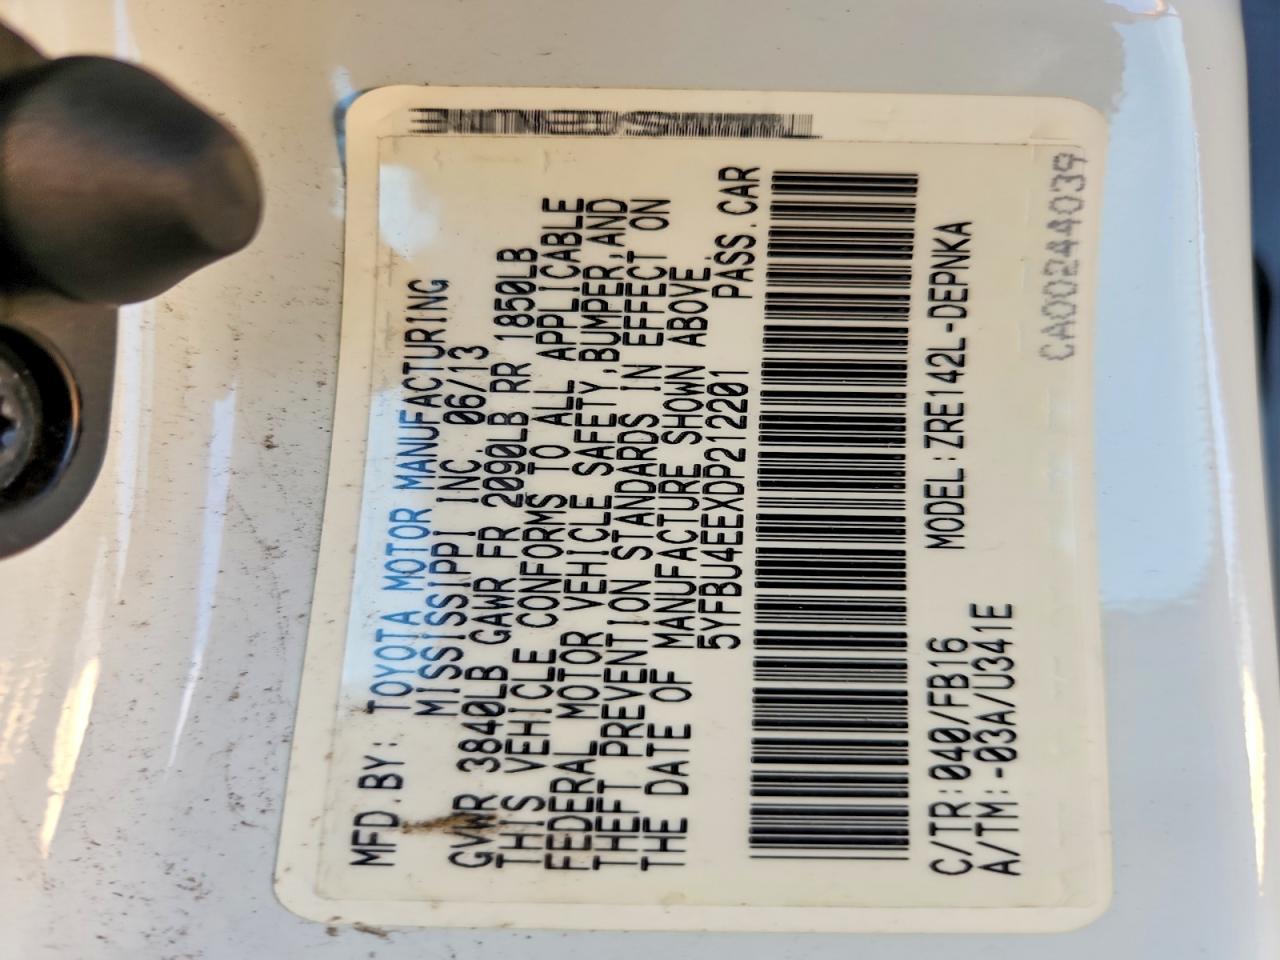 MFD.BY: TOYOTA MOTOR MANUFACTURING
MISSISSIPPI INC. 06/13
GVWR 3840LB GAWR FR 2090LB RR 1850LB
THIS VEHICLE CONFORMS TO ALL APPLICABLE
FEDERAL MOTOR VEHICLE SAFETY,BUMPER,AND
THEFT PREVENTION STANDARDS IN EFFECT ON
THE DATE OF MANUFACTURE SHOWN ABOVE.
5YFBU4EEXDP212201 PASS.CAR
C/TR:040/FB16 MODEL:ZRE142L-DEPNKA
A/TM:-03A/U341E
CA00244039